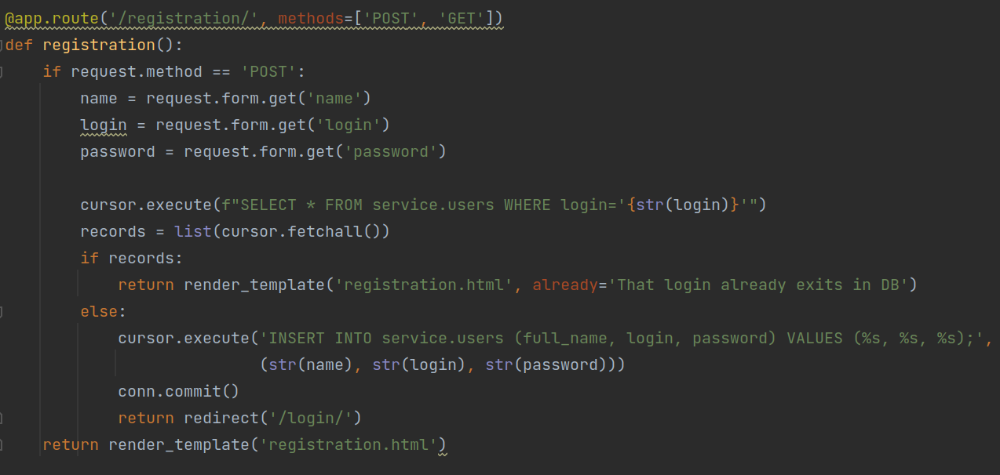 @app.route('/registration/', methods=['POST', 'GET'])
def registration():
    if request.method == 'POST':
        name = request.form.get('name')
        login = request.form.get('login')
        password = request.form.get('password')

        cursor.execute(f"SELECT * FROM service.users WHERE login='{str(login)}'")
        records = list(cursor.fetchall())
        if records:
            return render_template('registration.html', already='That login already exits in DB')
        else:
            cursor.execute('INSERT INTO service.users (full_name, login, password) VALUES (%s, %s, %s);',
                           (str(name), str(login), str(password)))
            conn.commit()
            return redirect('/login/')
    return render_template('registration.html')